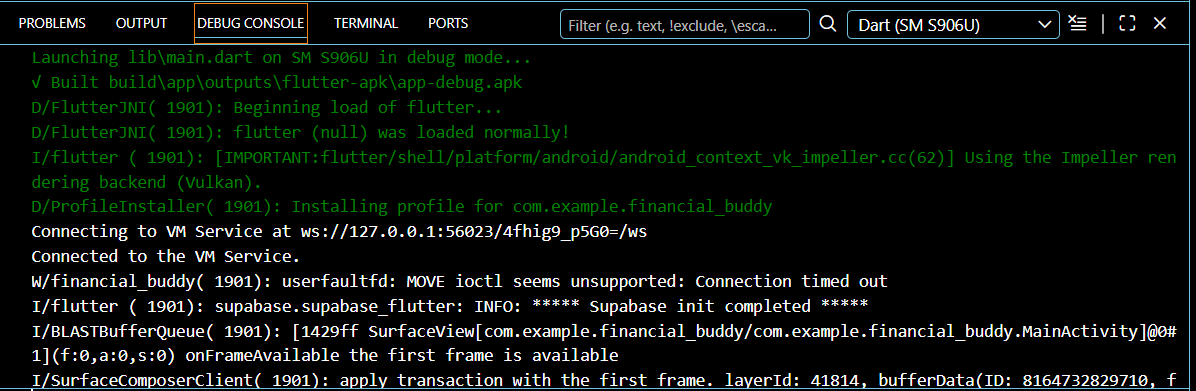 PROBLEMS OUTPUT DEBUG CONSOLE TERMINAL PORTS Filter (e.g. text, !exclude, \esca... Dart (SM S906U)
Launching lib\main.dart on SM S906U in debug mode...
√ Built build\app\outputs\flutter-apk\app-debug.apk
D/FlutterJNI( 1901): Beginning load of flutter...
D/FlutterJNI( 1901): flutter (null) was loaded normally!
I/flutter ( 1901): [IMPORTANT:flutter/shell/platform/android/android_context_vk_impeller.cc(62)] Using the Impeller ren
dering backend (Vulkan).
D/ProfileInstaller( 1901): Installing profile for com.example.financial_buddy
Connecting to VM Service at ws://127.0.0.1:56023/4fhig9_p5G0=/ws
Connected to the VM Service.
W/financial_buddy( 1901): userfaultfd: MOVE ioctl seems unsupported: Connection timed out
I/flutter ( 1901): supabase.supabase_flutter: INFO: ***** Supabase init completed *****
I/BLASTBufferQueue( 1901): [1429ff SurfaceView[com.example.financial_buddy/com.example.financial_buddy.MainActivity]@0#
1](f:0,a:0,s:0) onFrameAvailable the first frame is available
I/SurfaceComposerClient( 1901): apply transaction with the first frame. layerId: 41814, bufferData(ID: 8164732829710, f